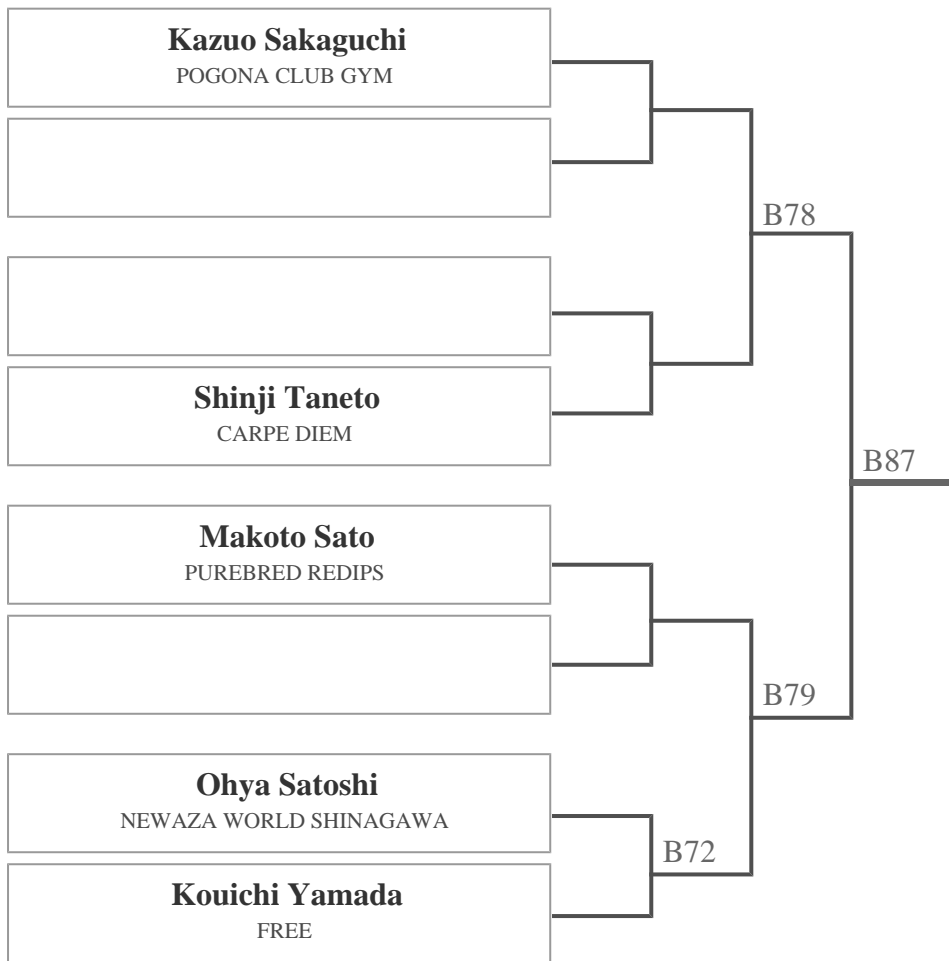 Kazuo Sakaguchi
POGONA CLUB GYM
B78
Shinji Taneto
CARPE DIEM
B87
Makoto Sato
PUREBRED REDIPS
B79
Ohya Satoshi
NEWAZA WORLD SHINAGAWA
B72
Kouichi Yamada
FREE